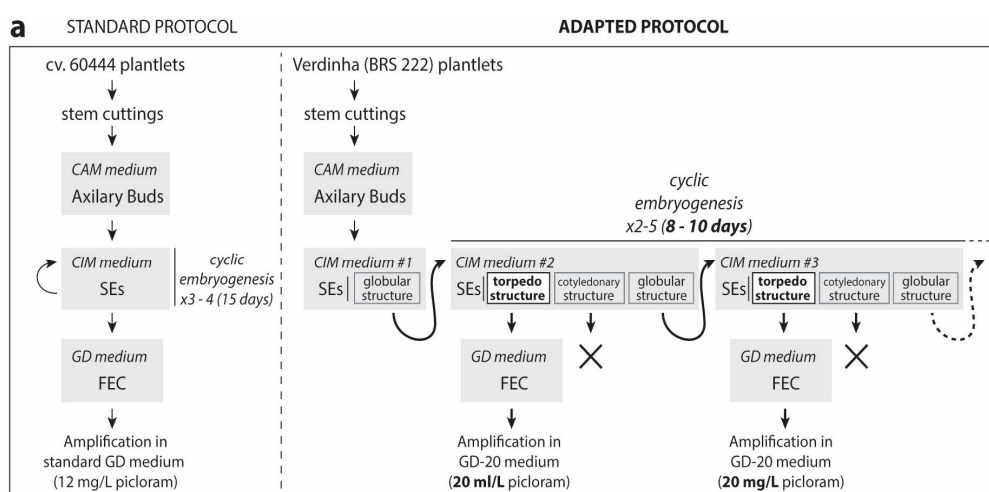 a
STANDARD PROTOCOL
ADAPTED PROTOCOL
cv. 60444 plantlets
stem cuttings
CAM medium
Axilary Buds
CIM medium
SEs
cyclic
embryogenesis
x3 - 4 (15 days)
GD medium
FEC
Amplification in
standard GD medium
(12 mg/L picloram)
Verdinha (BRS 222) plantlets
stem cuttings
CAM medium
Axilary Buds
cyclic
embryogenesis
x2-5 (8 - 10 days)
CIM medium #1
SEs
globular
structure
CIM medium #2
SEs
torpedo
structure
cotyledonary
structure
globular
structure
GD medium
FEC
Amplification in
GD-20 medium
(20 ml/L picloram)
CIM medium #3
SEs
torpedo
structure
cotyledonary
structure
globular
structure
GD medium
FEC
Amplification in
GD-20 medium
(20 mg/L picloram)